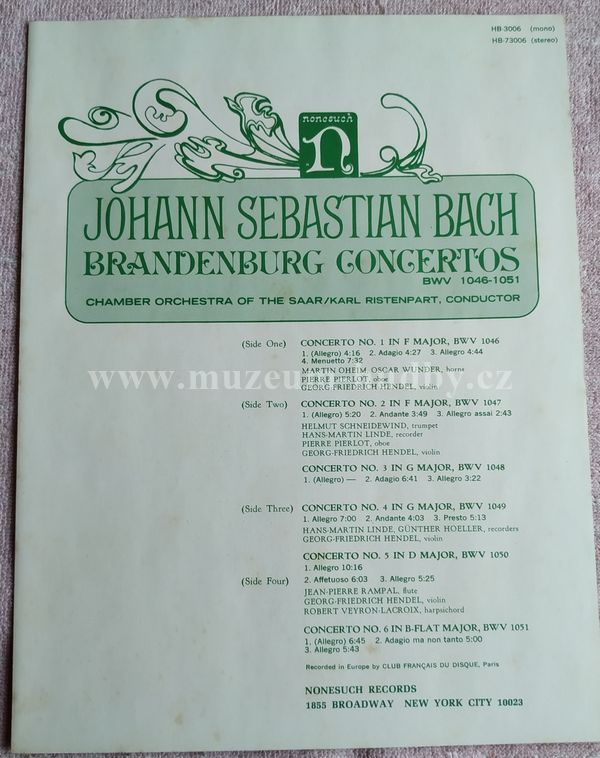 HB-3006 (mono)
HB-73006 (stereo)
nonesuch
n
JOHANN SEBASTIAN BACH
BRANDENBURG CONCERTOS
BWV 1046-1051
CHAMBER ORCHESTRA OF THE SAAR/KARL RISTENPART, CONDUCTOR
(Side One) CONCERTO NO. 1 IN F MAJOR, BWV 1046
1. (Allegro) 4:16 2. Adagio 4:27 3. Allegro 4:44
4. Menuetto 7:32
MARTIN OHEIM, OSCAR WUNDER, horns
PIERRE PIERLOT, oboe
GEORG-FRIEDRICH HENDEL, violin
(Side Two) CONCERTO NO. 2 IN F MAJOR, BWV 1047
1. (Allegro) 5:20 2. Andante 3:49 3. Allegro assai 2:43
HELMUT SCHNEIDEWIND, trumpet
HANS-MARTIN LINDE, recorder
PIERRE PIERLOT, oboe
GEORG-FRIEDRICH HENDEL, violin
CONCERTO NO. 3 IN G MAJOR, BWV 1048
1. (Allegro) — 2. Adagio 6:41 3. Allegro 3:22
(Side Three) CONCERTO NO. 4 IN G MAJOR, BWV 1049
1. Allegro 7:00 2. Andante 4:03 3. Presto 5:13
HANS-MARTIN LINDE, GÜNTHER HOELLER, recorders
GEORG-FRIEDRICH HENDEL, violin
CONCERTO NO. 5 IN D MAJOR, BWV 1050
1. Allegro 10:16
(Side Four) 2. Affetuoso 6:03 3. Allegro 5:25
JEAN-PIERRE RAMPAL, flute
GEORG-FRIEDRICH HENDEL, violin
ROBERT VEYRON-LACROIX, harpsichord
CONCERTO NO. 6 IN B-FLAT MAJOR, BWV 1051
1. (Allegro) 6:45 2. Adagio ma non tanto 5:00
3. Allegro 5:43
Recorded in Europe by CLUB FRANÇAIS DU DISQUE, Paris
NONESUCH RECORDS
1855 BROADWAY NEW YORK CITY 10023